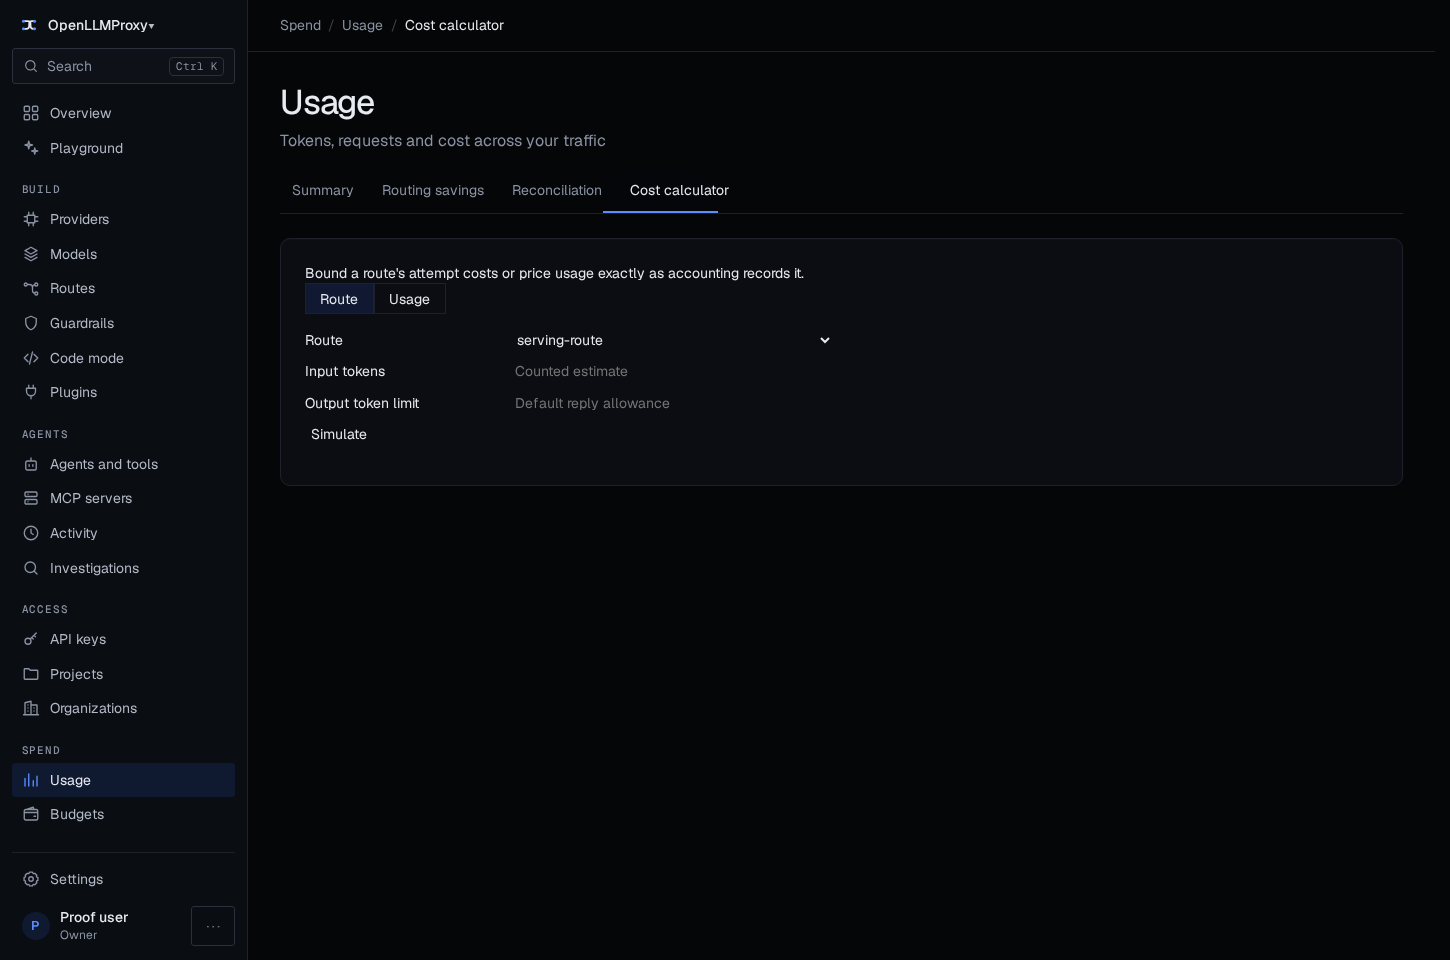 OpenLLMProxy▾
Search Ctrl K
Overview
Playground
BUILD
Providers
Models
Routes
Guardrails
Code mode
Plugins
AGENTS
Agents and tools
MCP servers
Activity
Investigations
ACCESS
API keys
Projects
Organizations
SPEND
Usage
Budgets
Settings
P Proof user
Owner
...
Spend / Usage / Cost calculator
Usage
Tokens, requests and cost across your traffic
Summary Routing savings Reconciliation Cost calculator
Bound a route's attempt costs or price usage exactly as accounting records it.
Route Usage
Route serving-route
Input tokens Counted estimate
Output token limit Default reply allowance
Simulate